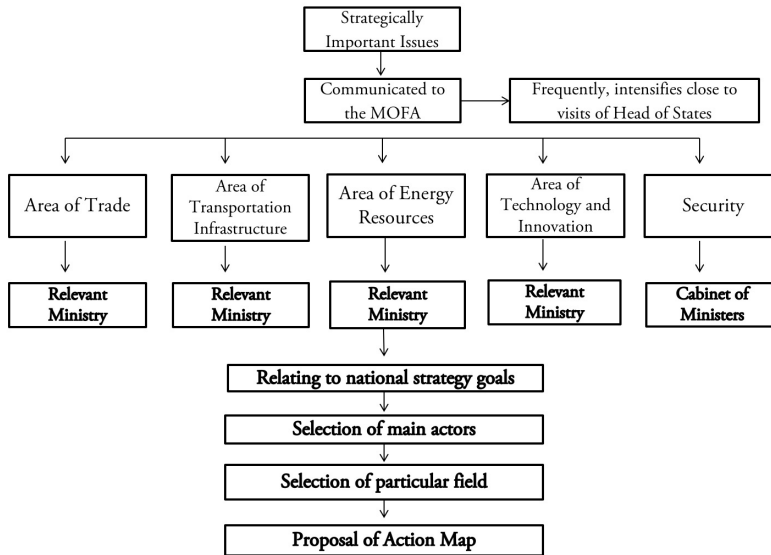 Strategically
Important Issues
Communicated to
the MOFA
Frequently, intensifies close to
visits of Head of States
Area of Trade
Area of
Transportation
Infrastructure
Area of Energy
Resources
Area of
Technology and
Innovation
Security
Relevant
Ministry
Relevant
Ministry
Relevant
Ministry
Relevant
Ministry
Cabinet of
Ministers
Relating to national strategy goals
Selection of main actors
Selection of particular field
Proposal of Action Map